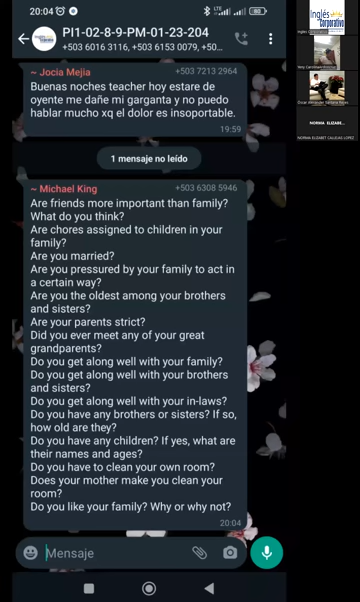 20:04
LTE
80
PI1-02-8-9-PM-01-23-204
+503 6016 3116, +503 6153 0079, +50...
~ Jocia Mejia +503 7213 2964
Buenas noches teacher hoy estare de
oyente me dañe mi garganta y no puedo
hablar mucho xq el dolor es insoportable.
19:59
1 mensaje no leído
~ Michael King +503 6308 5946
Are friends more important than family?
What do you think?
Are chores assigned to children in your
family?
Are you married?
Are you pressured by your family to act in
a certain way?
Are you the oldest among your brothers
and sisters?
Are your parents strict?
Did you ever meet any of your great
grandparents?
Do you get along well with your family?
Do you get along well with your brothers
and sisters?
Do you get along well with your in-laws?
Do you have any brothers or sisters? If so,
how old are they?
Do you have any children? If yes, what are
their names and ages?
Do you have to clean your own room?
Does your mother make you clean your
room?
Do you like your family? Why or why not?
20:04
Mensaje
Inglés
Corporativo
NORMA ELIZABE...